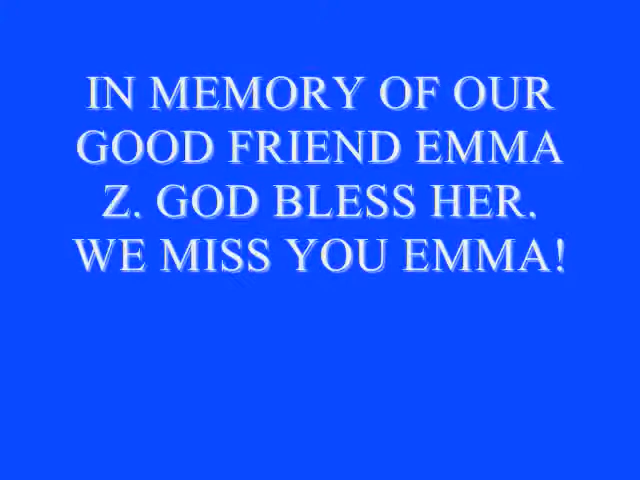 IN MEMORY OF OUR
GOOD FRIEND EMMA
Z. GOD BLESS HER.
WE MISS YOU EMMA!